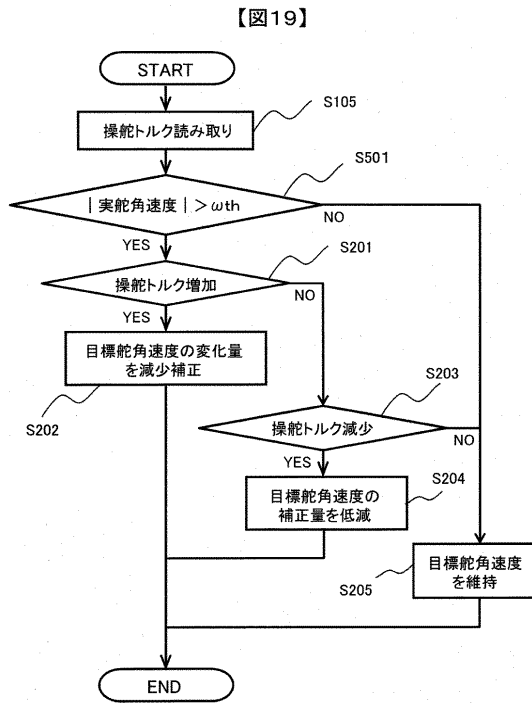 【図19】
START
S105
操舵トルク読み取り
S501
|実舵角速度|>ωth
NO
YES
S201
操舵トルク増加
NO
YES
目標舵角速度の変化量
を減少補正
S202
S203
操舵トルク減少
NO
YES
S204
目標舵角速度の
補正量を低減
目標舵角速度
を維持
S205
END